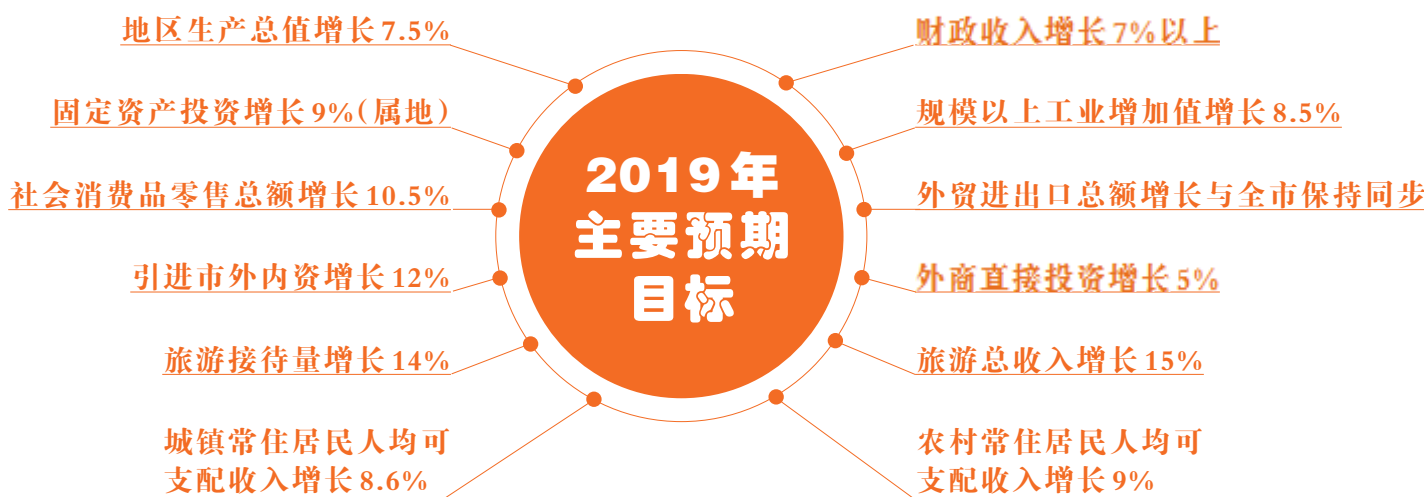 2019年
主要预期
目标
地区生产总值增长7.5%
固定资产投资增长9%(属地)
社会消费品零售总额增长10.5%
引进市外内资增长12%
旅游接待量增长14%
城镇常住居民人均可
支配收入增长8.6%
财政收入增长7%以上
规模以上工业增加值增长8.5%
外贸进出口总额增长与全市保持同步
外商直接投资增长5%
旅游总收入增长15%
农村常住居民人均可
支配收入增长9%